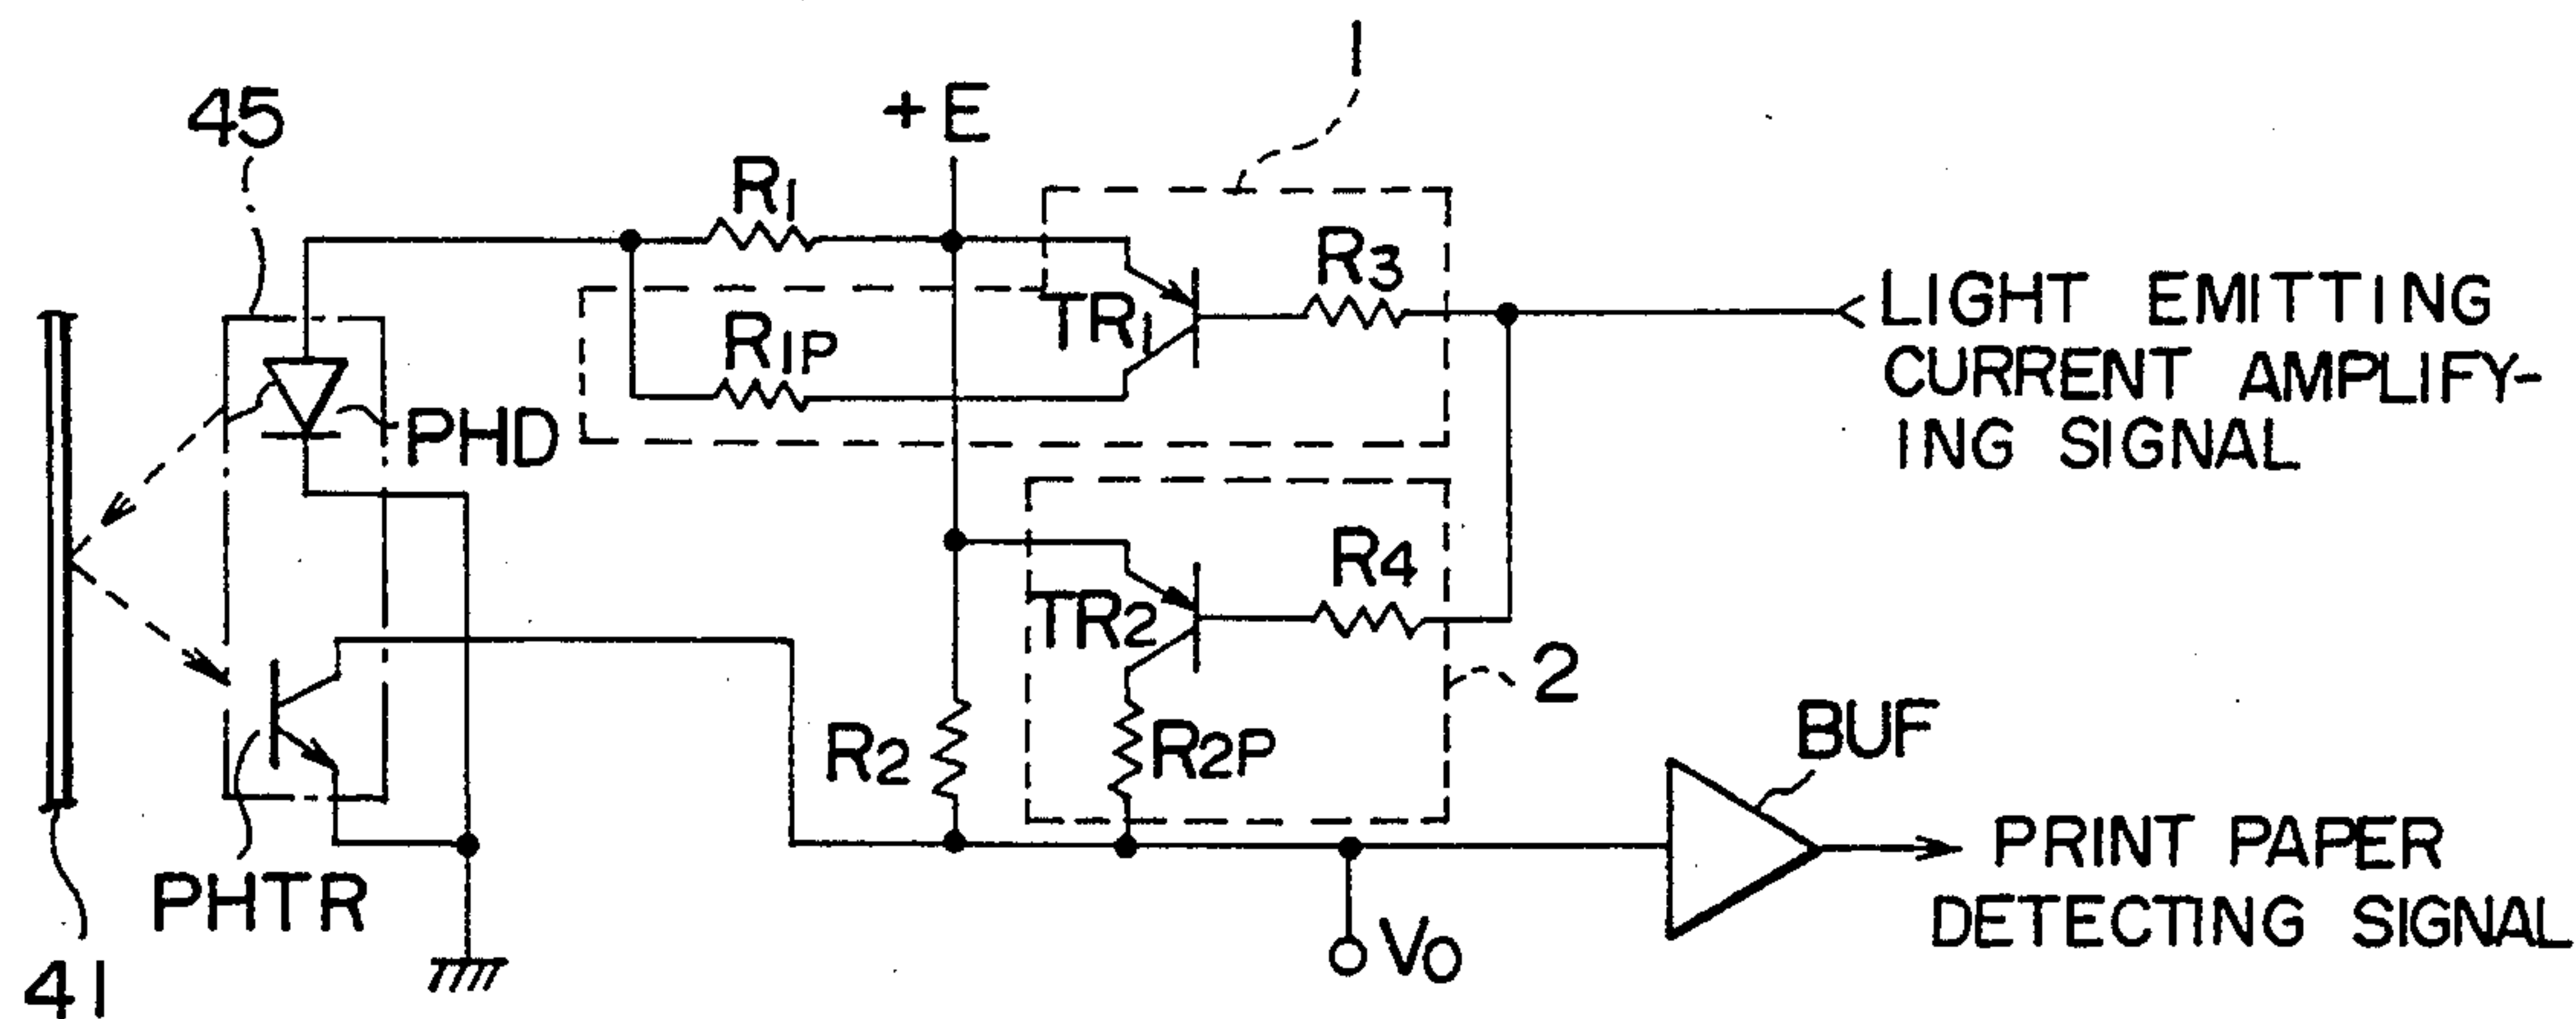 1
45
+E
R1
R3
TR1
R1P
LIGHT EMITTING
CURRENT AMPLIFY-
ING SIGNAL
PHD
R4
TR2
2
R2
R2P
BUF
PRINT PAPER
DETECTING SIGNAL
PHTR
VO
41